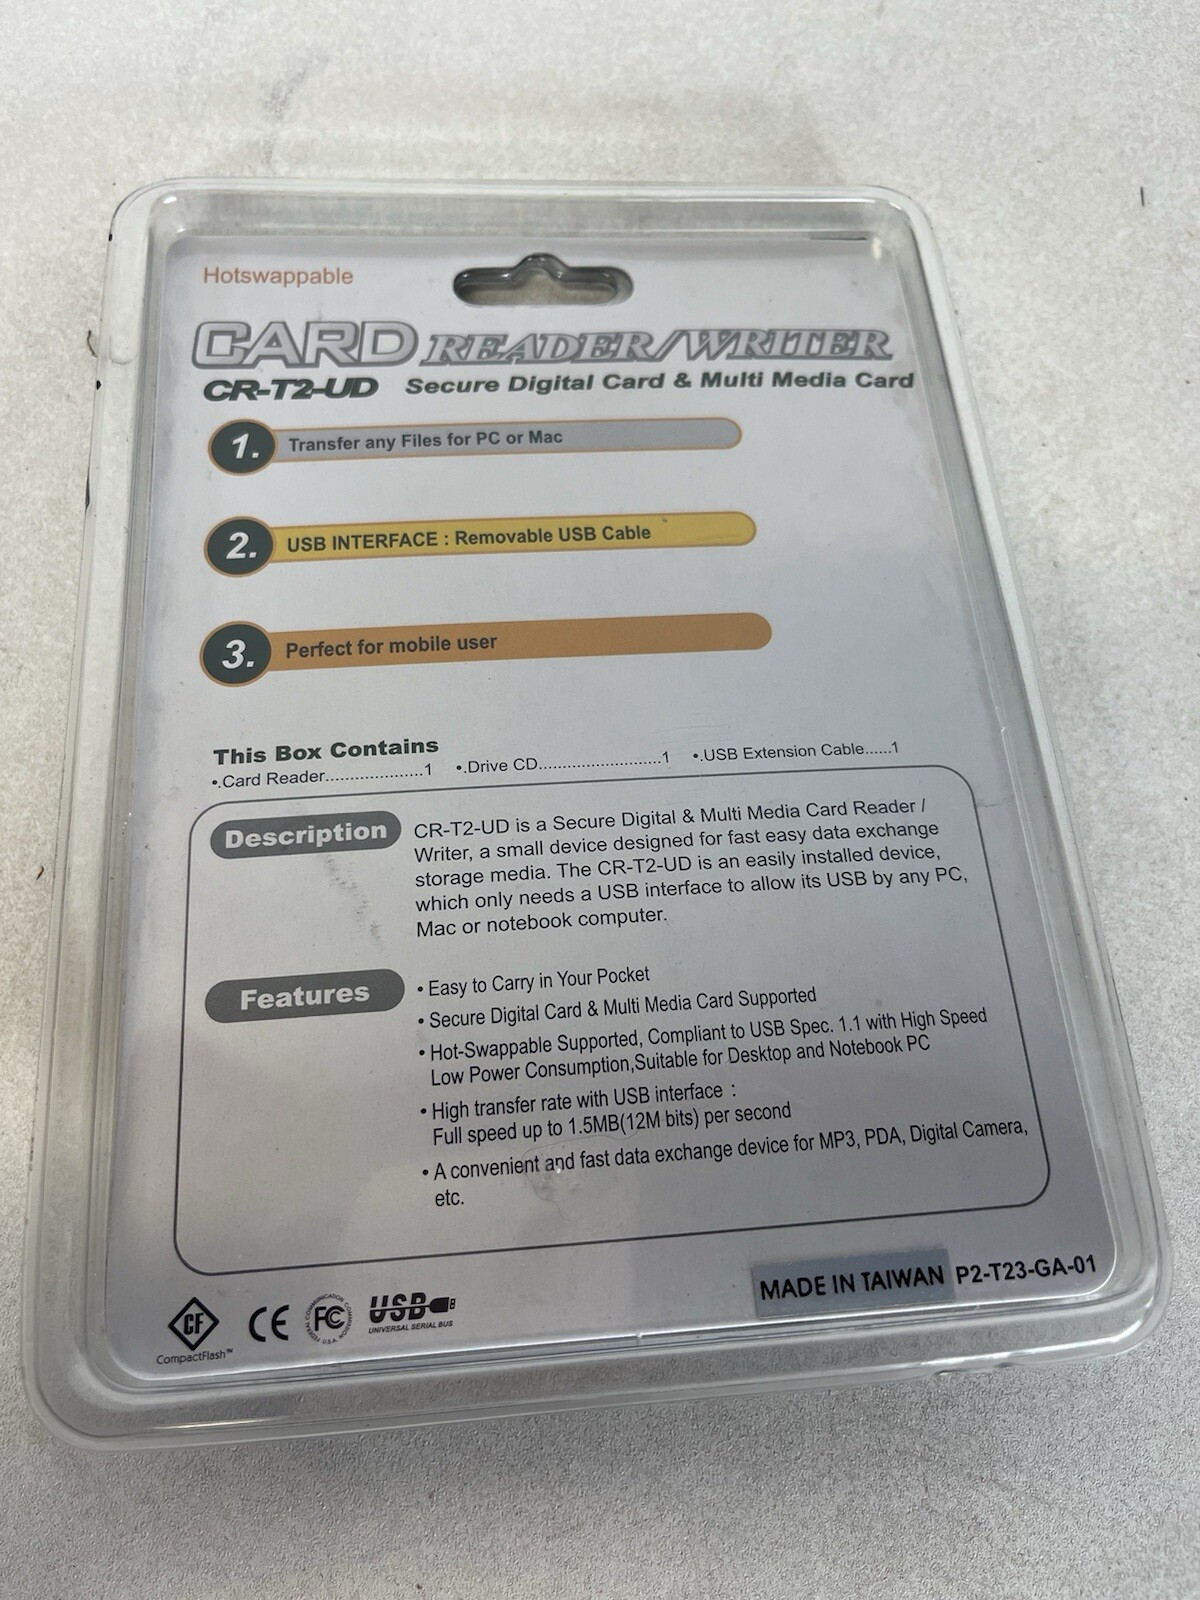 Hotswappable
CARD READER/WRITER
CR-T2-UD Secure Digital Card & Multi Media Card
1. Transfer any Files for PC or Mac
2. USB INTERFACE : Removable USB Cable
3. Perfect for mobile user
This Box Contains
•.Card Reader.....................1 •.Drive CD..........................1 •.USB Extension Cable......1
Description
CR-T2-UD is a Secure Digital & Multi Media Card Reader /
Writer, a small device designed for fast easy data exchange
storage media. The CR-T2-UD is an easily installed device,
which only needs a USB interface to allow its USB by any PC,
Mac or notebook computer.
Features
• Easy to Carry in Your Pocket
• Secure Digital Card & Multi Media Card Supported
• Hot-Swappable Supported, Compliant to USB Spec. 1.1 with High Speed
Low Power Consumption,Suitable for Desktop and Notebook PC
• High transfer rate with USB interface :
Full speed up to 1.5MB(12M bits) per second
• A convenient and fast data exchange device for MP3, PDA, Digital Camera,
etc.
MADE IN TAIWAN P2-T23-GA-01
CF
CompactFlash™
CE
FC
FEDERAL COMMUNICATIONS COMMISSION U.S.A.
USB
UNIVERSAL SERIAL BUS